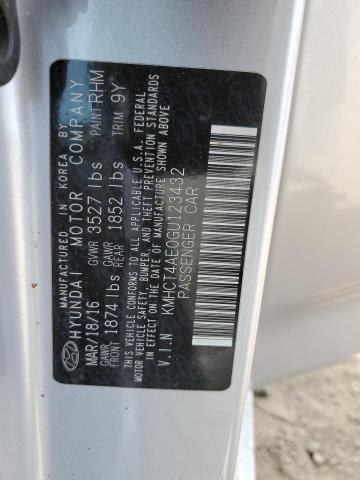 MANUFACTURED IN KOREA BY:
HYUNDAI MOTOR COMPANY
MAR/18/16 GVWR 3527 lbs PAINT RHM
GAWR FRONT 1874 lbs GAWR REAR 1852 lbs TRIM 9Y
THIS VEHICLE CONFORMS TO ALL APPLICABLE U.S.A. FEDERAL
MOTOR VEHICLE SAFETY, BUMPER, AND THEFT PREVENTION STANDARDS
IN EFFECT ON THE DATE OF MANUFACTURE SHOWN ABOVE
V.I.N KMHCT4AE0GU123432
PASSENGER CAR